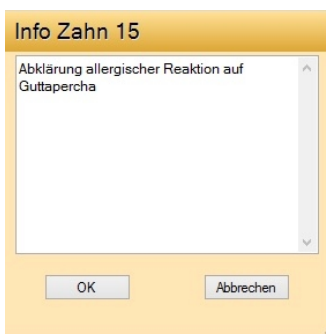 Info Zahn 15
Abklärung allergischer Reaktion auf
Guttapercha
OK
Abbrechen